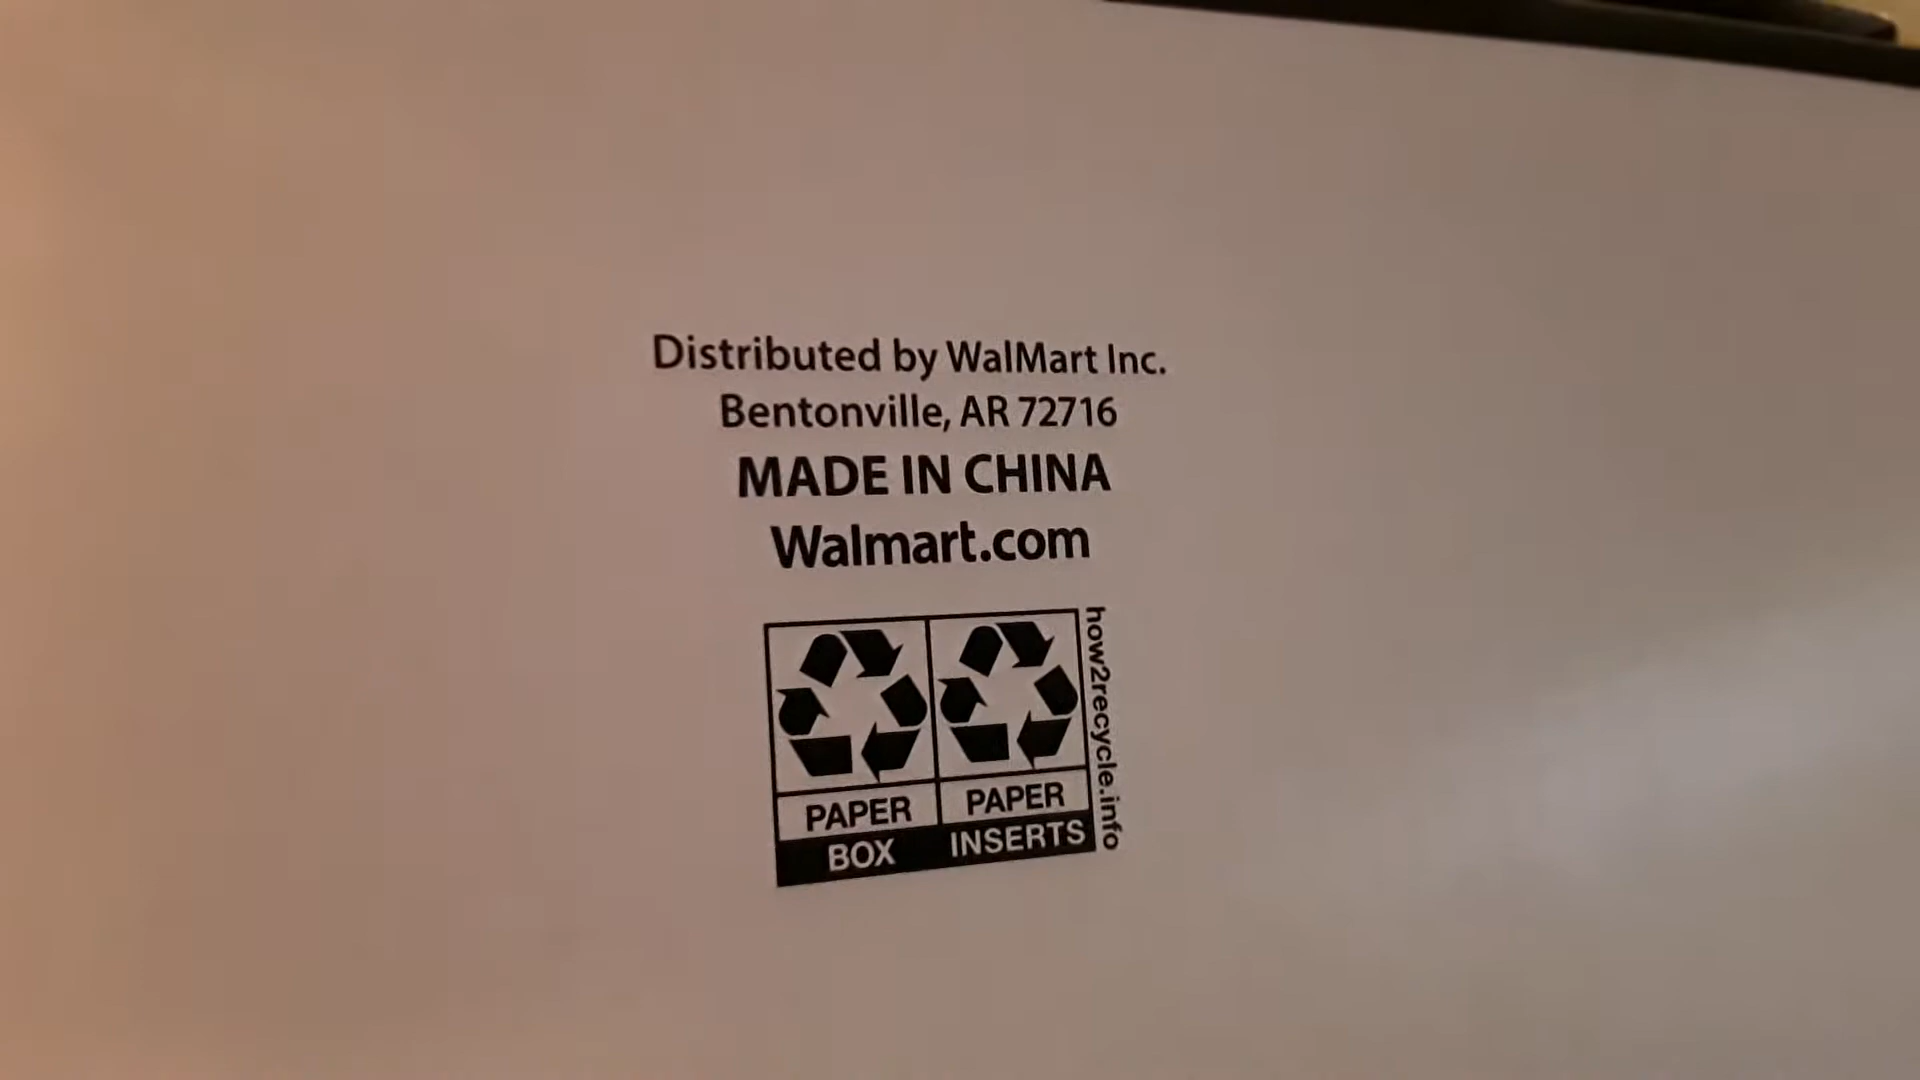 Distributed by WalMart Inc.
Bentonville, AR 72716
MADE IN CHINA
Walmart.com
PAPER PAPER
BOX INSERTS
how2recycle.info